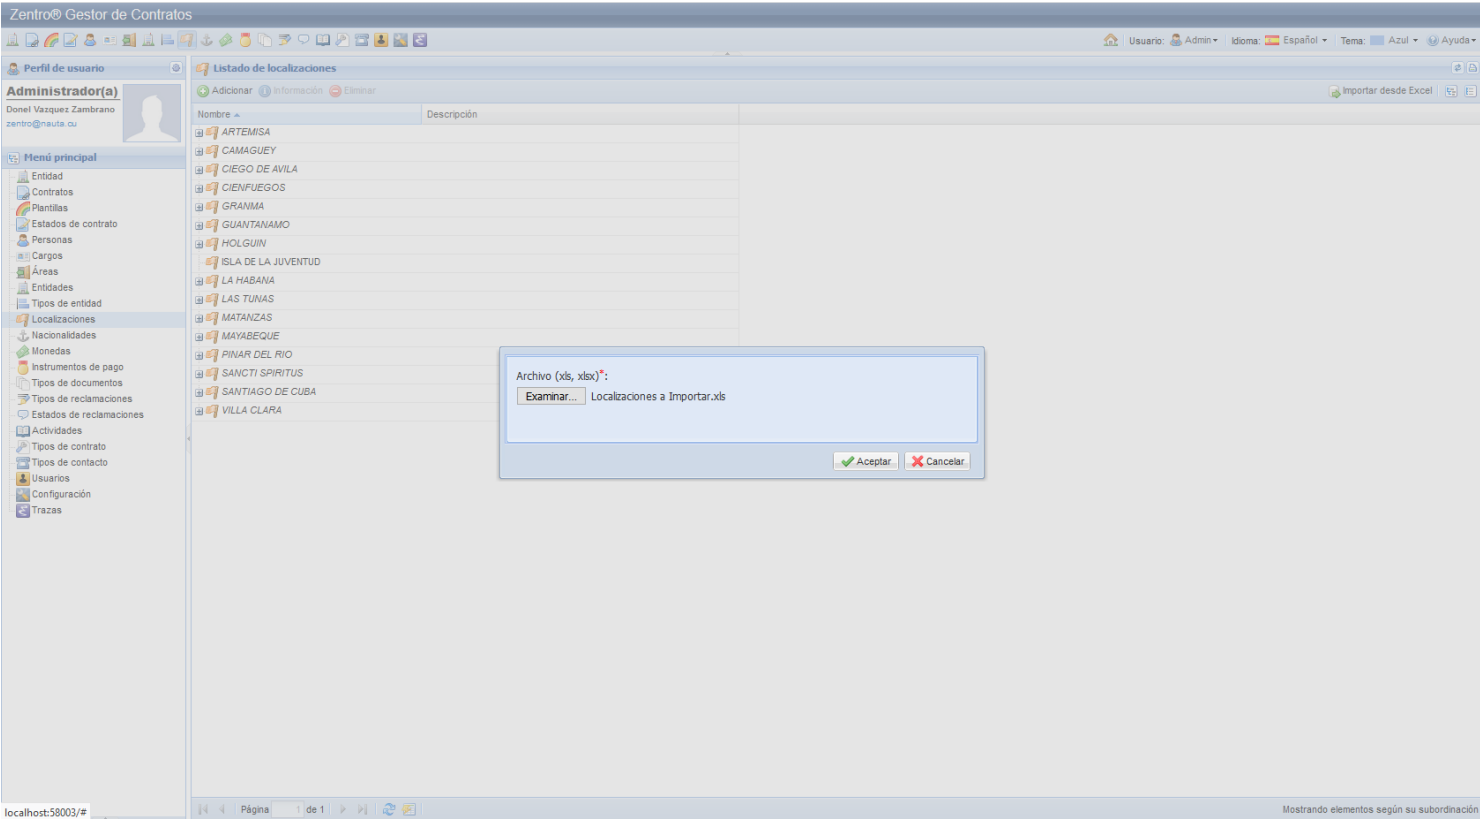 Zentro® Gestor de Contratos
Usuario: Admin Idioma: Español Tema: Azul Ayuda
Perfil de usuario
Administrador(a)
Donel Vazquez Zambrano
zentro@nauta.cu
Menú principal
Entidad
Contratos
Plantillas
Estados de contrato
Personas
Cargos
Áreas
Entidades
Tipos de entidad
Localizaciones
Nacionalidades
Monedas
Instrumentos de pago
Tipos de documentos
Tipos de reclamaciones
Estados de reclamaciones
Actividades
Tipos de contrato
Tipos de contacto
Usuarios
Configuración
Trazas
localhost:58003/#
Listado de localizaciones
Adicionar Información Eliminar Importar desde Excel
Nombre Descripción
ARTEMISA
CAMAGUEY
CIEGO DE AVILA
CIENFUEGOS
GRANMA
GUANTANAMO
HOLGUIN
ISLA DE LA JUVENTUD
LA HABANA
LAS TUNAS
MATANZAS
MAYABEQUE
PINAR DEL RIO
SANCTI SPIRITUS
SANTIAGO DE CUBA
VILLA CLARA
Archivo (xls, xlsx)*:
Examinar... Localizaciones a Importar.xls
Aceptar Cancelar
Página 1 de 1 Mostrando elementos según su subordinación